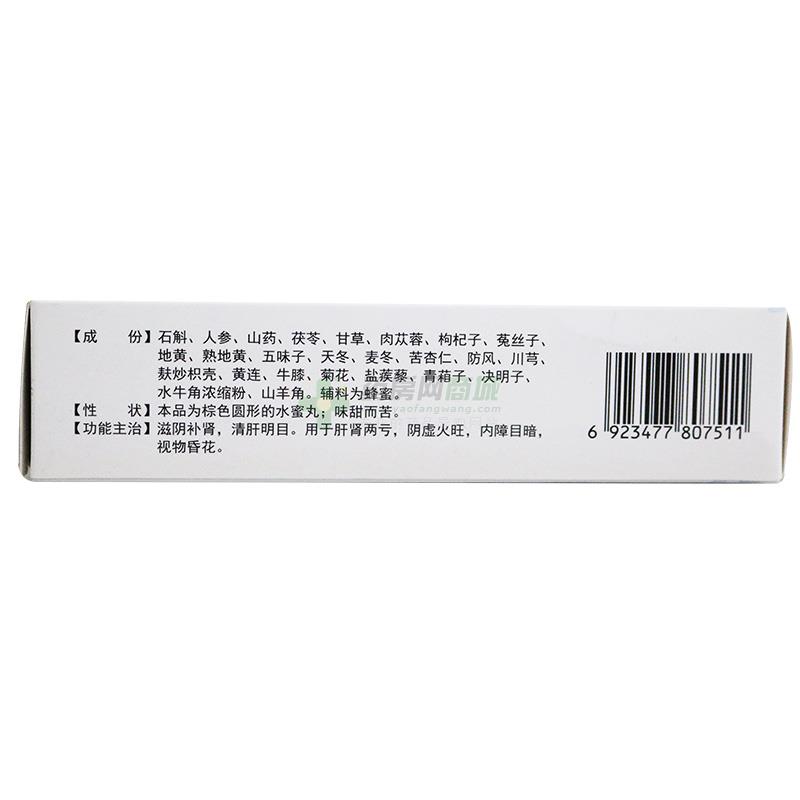 【成　份】石斛、人参、山药、茯苓、甘草、肉苁蓉、枸杞子、菟丝子、
地黄、熟地黄、五味子、天冬、麦冬、苦杏仁、防风、川芎、
麸炒枳壳、黄连、牛膝、菊花、盐蒺藜、青葙子、决明子、
水牛角浓缩粉、山羊角。辅料为蜂蜜。
【性　状】本品为棕色圆形的水蜜丸；味甜而苦。
【功能主治】滋阴补肾，清肝明目。用于肝肾两亏，阴虚火旺，内障目暗，
视物昏花。
房网商城
yaofangwang.com
6 923477 807511